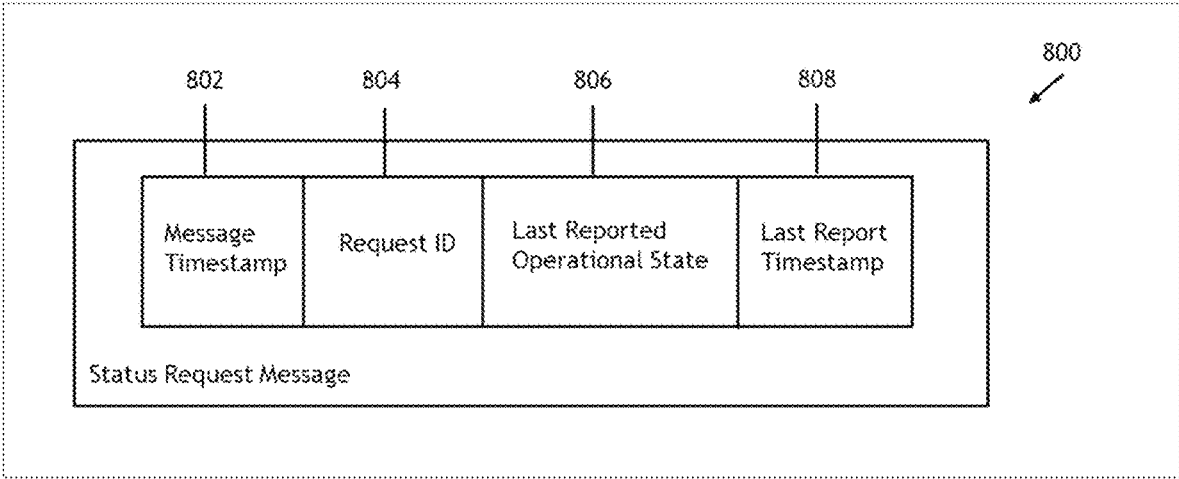 800
802
804
806
808
Message
Timestamp
Request ID
Last Reported
Operational State
Last Report
Timestamp
Status Request Message